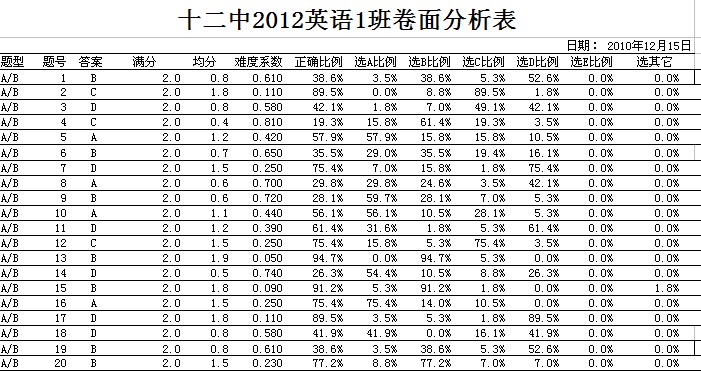 十二中2012英语1班卷面分析表
日期： 2010年12月15日
题型 题号 答案 满分 均分 难度系数 正确比例 选A比例 选B比例 选C比例 选D比例 选E比例 选其它
A/B 1 B 2.0 0.8 0.610 38.6% 3.5% 38.6% 5.3% 52.6% 0.0% 0.0%
A/B 2 C 2.0 1.8 0.110 89.5% 0.0% 8.8% 89.5% 1.8% 0.0% 0.0%
A/B 3 D 2.0 0.8 0.580 42.1% 1.8% 7.0% 49.1% 42.1% 0.0% 0.0%
A/B 4 C 2.0 0.4 0.810 19.3% 15.8% 61.4% 19.3% 3.5% 0.0% 0.0%
A/B 5 A 2.0 1.2 0.420 57.9% 57.9% 15.8% 15.8% 10.5% 0.0% 0.0%
A/B 6 B 2.0 0.7 0.650 35.5% 29.0% 35.5% 19.4% 16.1% 0.0% 0.0%
A/B 7 D 2.0 1.5 0.250 75.4% 7.0% 15.8% 1.8% 75.4% 0.0% 0.0%
A/B 8 A 2.0 0.6 0.700 29.8% 29.8% 24.6% 3.5% 42.1% 0.0% 0.0%
A/B 9 B 2.0 0.6 0.720 28.1% 59.7% 28.1% 7.0% 5.3% 0.0% 0.0%
A/B 10 A 2.0 1.1 0.440 56.1% 56.1% 10.5% 28.1% 5.3% 0.0% 0.0%
A/B 11 D 2.0 1.2 0.390 61.4% 31.6% 1.8% 5.3% 61.4% 0.0% 0.0%
A/B 12 C 2.0 1.5 0.250 75.4% 15.8% 5.3% 75.4% 3.5% 0.0% 0.0%
A/B 13 B 2.0 1.9 0.050 94.7% 0.0% 94.7% 5.3% 0.0% 0.0% 0.0%
A/B 14 D 2.0 0.5 0.740 26.3% 54.4% 10.5% 8.8% 26.3% 0.0% 0.0%
A/B 15 B 2.0 1.8 0.090 91.2% 5.3% 91.2% 1.8% 0.0% 0.0% 1.8%
A/B 16 A 2.0 1.5 0.250 75.4% 75.4% 14.0% 10.5% 0.0% 0.0% 0.0%
A/B 17 D 2.0 1.8 0.110 89.5% 3.5% 5.3% 1.8% 89.5% 0.0% 0.0%
A/B 18 D 2.0 0.8 0.580 41.9% 41.9% 0.0% 16.1% 41.9% 0.0% 0.0%
A/B 19 B 2.0 0.8 0.610 38.6% 3.5% 38.6% 5.3% 52.6% 0.0% 0.0%
A/B 20 B 2.0 1.5 0.230 77.2% 8.8% 77.2% 7.0% 7.0% 0.0% 0.0%